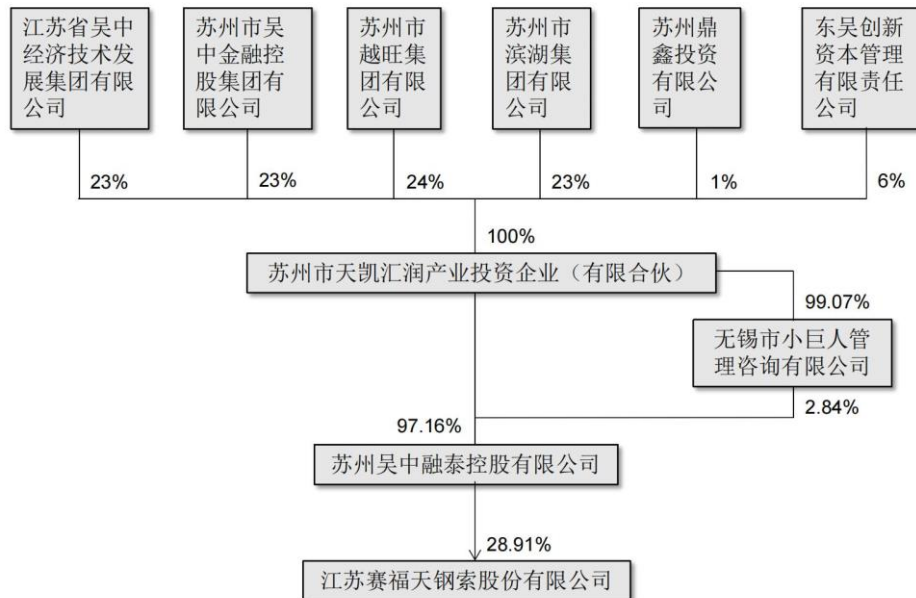 江苏省吴中
经济技术发
展集团有限
公司
苏州市吴
中金融控
股集团有
限公司
苏州市
越旺集
团有限
公司
苏州市
滨湖集
团有限
公司
苏州鼎
鑫投资
有限公
司
东吴创新
资本管理
有限责任
公司
23%
23%
24%
23%
1%
6%
100%
苏州市天凯汇润产业投资企业（有限合伙）
99.07%
无锡市小巨人管
理咨询有限公司
2.84%
97.16%
苏州吴中融泰控股有限公司
28.91%
江苏赛福天钢索股份有限公司